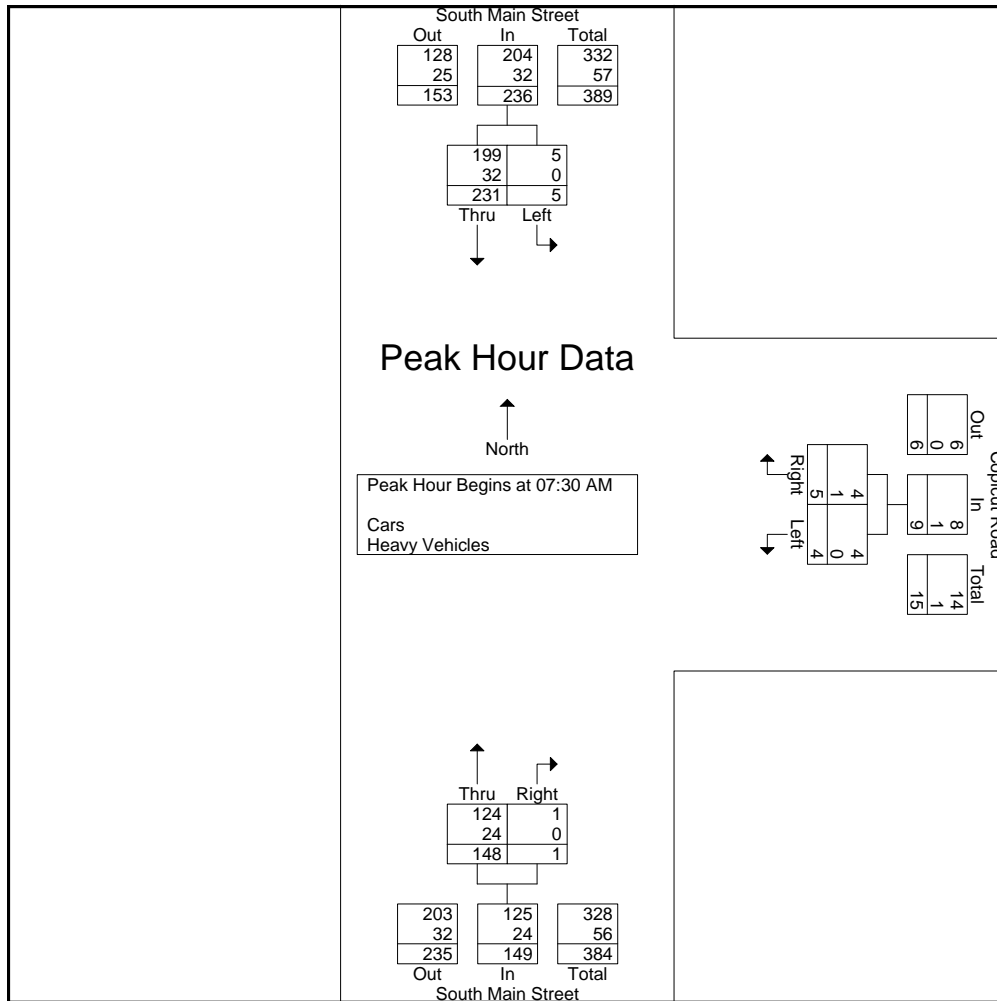 South Main Street
Out In Total
128 204 332
25 32 57
153 236 389
199 5
32 0
231 5
Thru Left
Peak Hour Data
North
Peak Hour Begins at 07:30 AM
Cars
Heavy Vehicles
Copicut Road
Out In Total
6 8 14
0 1 1
6 9 15
Right Left
4 4
1 0
5 4
Thru Right
124 1
24 0
148 1
203 125 328
32 24 56
235 149 384
Out In Total
South Main Street